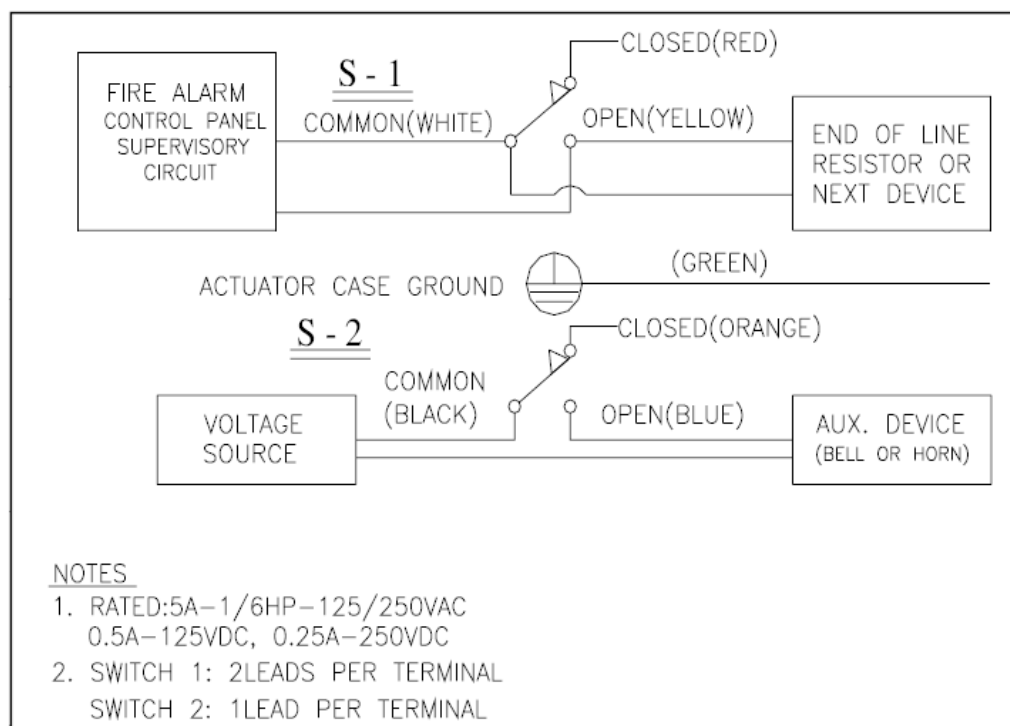 CLOSED(RED)
S - 1
FIRE ALARM
CONTROL PANEL
SUPERVISORY
CIRCUIT
COMMON(WHITE)
OPEN(YELLOW)
END OF LINE
RESISTOR OR
NEXT DEVICE
(GREEN)
ACTUATOR CASE GROUND
S - 2
CLOSED(ORANGE)
COMMON
(BLACK)
VOLTAGE
SOURCE
OPEN(BLUE)
AUX. DEVICE
(BELL OR HORN)
NOTES
1. RATED:5A-1/6HP-125/250VAC
0.5A-125VDC, 0.25A-250VDC
2. SWITCH 1: 2LEADS PER TERMINAL
SWITCH 2: 1LEAD PER TERMINAL